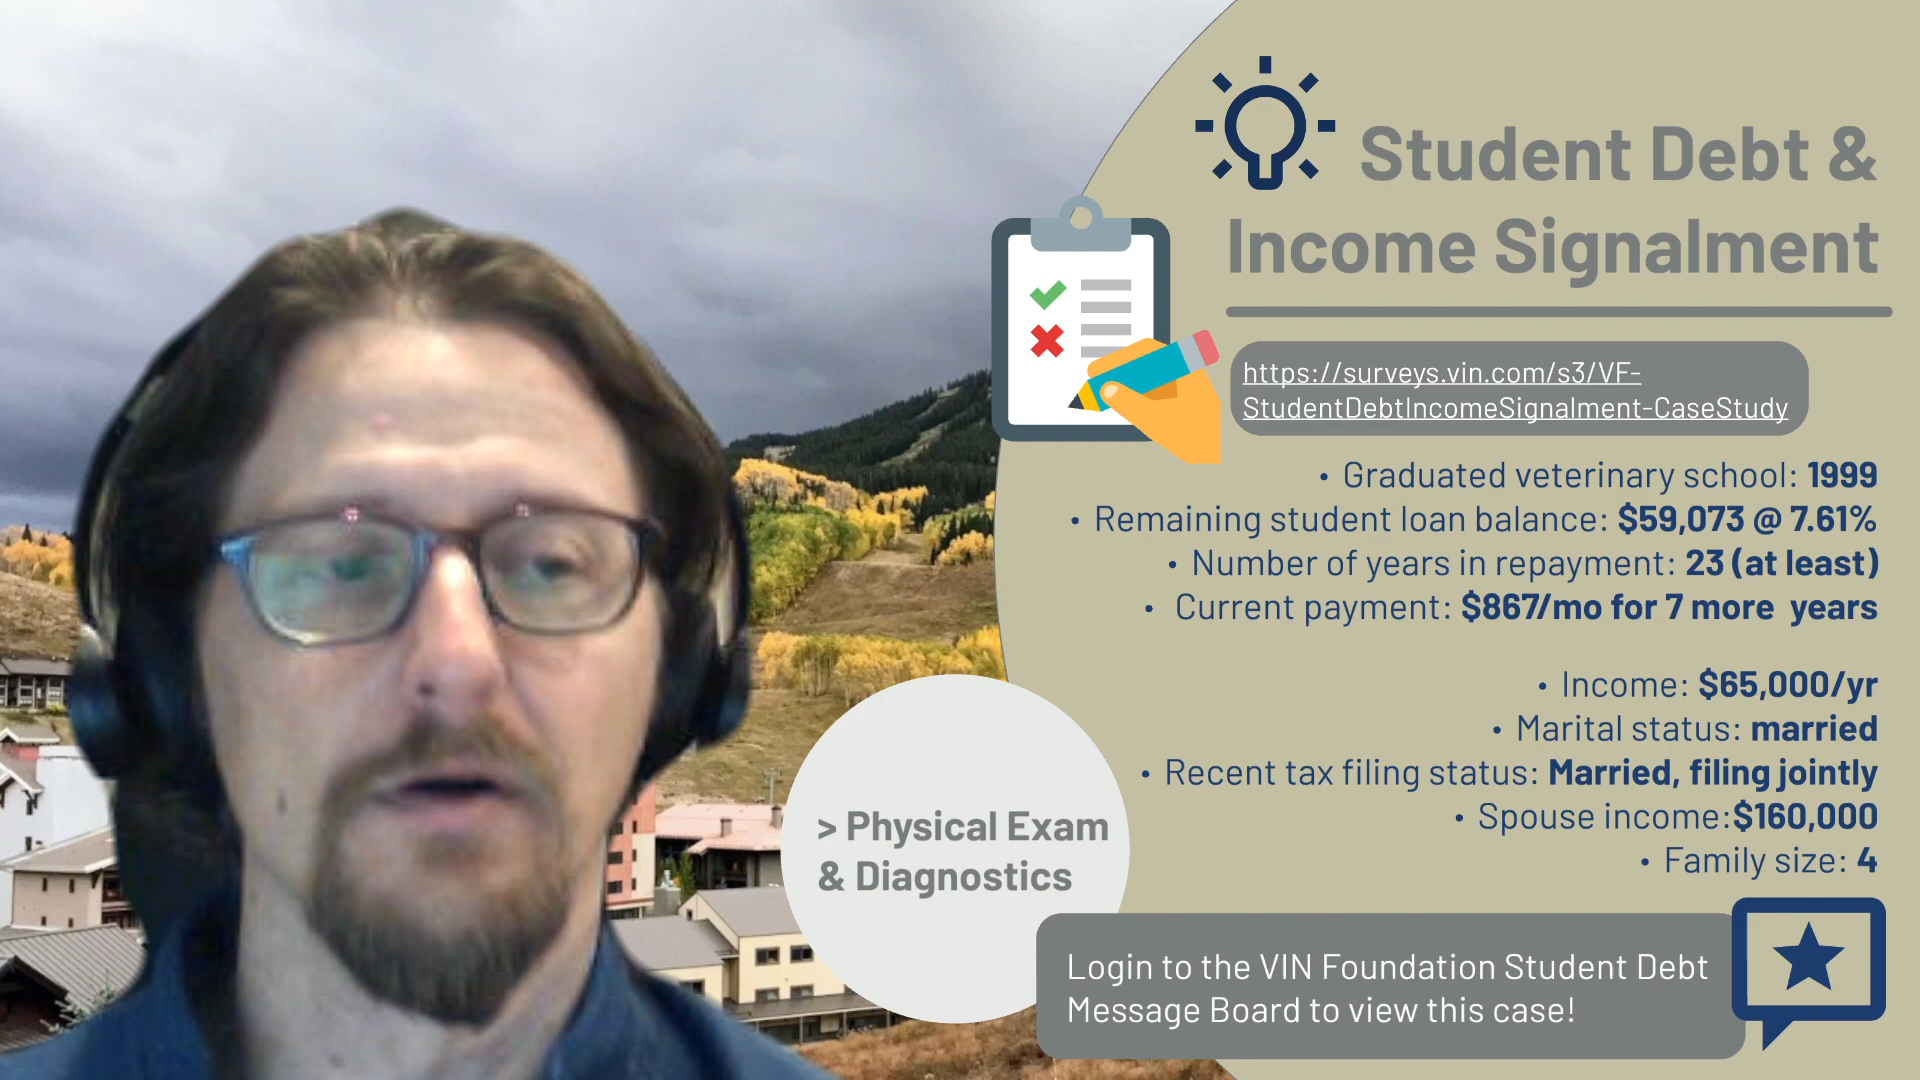 Student Debt &
Income Signalment
https://surveys.vin.com/s3/VF-
StudentDebtIncomeSignalment-CaseStudy
• Graduated veterinary school: 1999
• Remaining student loan balance: $59,073 @ 7.61%
• Number of years in repayment: 23 (at least)
• Current payment: $867/mo for 7 more years
• Income: $65,000/yr
• Marital status: married
• Recent tax filing status: Married, filing jointly
• Spouse income:$160,000
• Family size: 4
> Physical Exam
& Diagnostics
Login to the VIN Foundation Student Debt
Message Board to view this case!